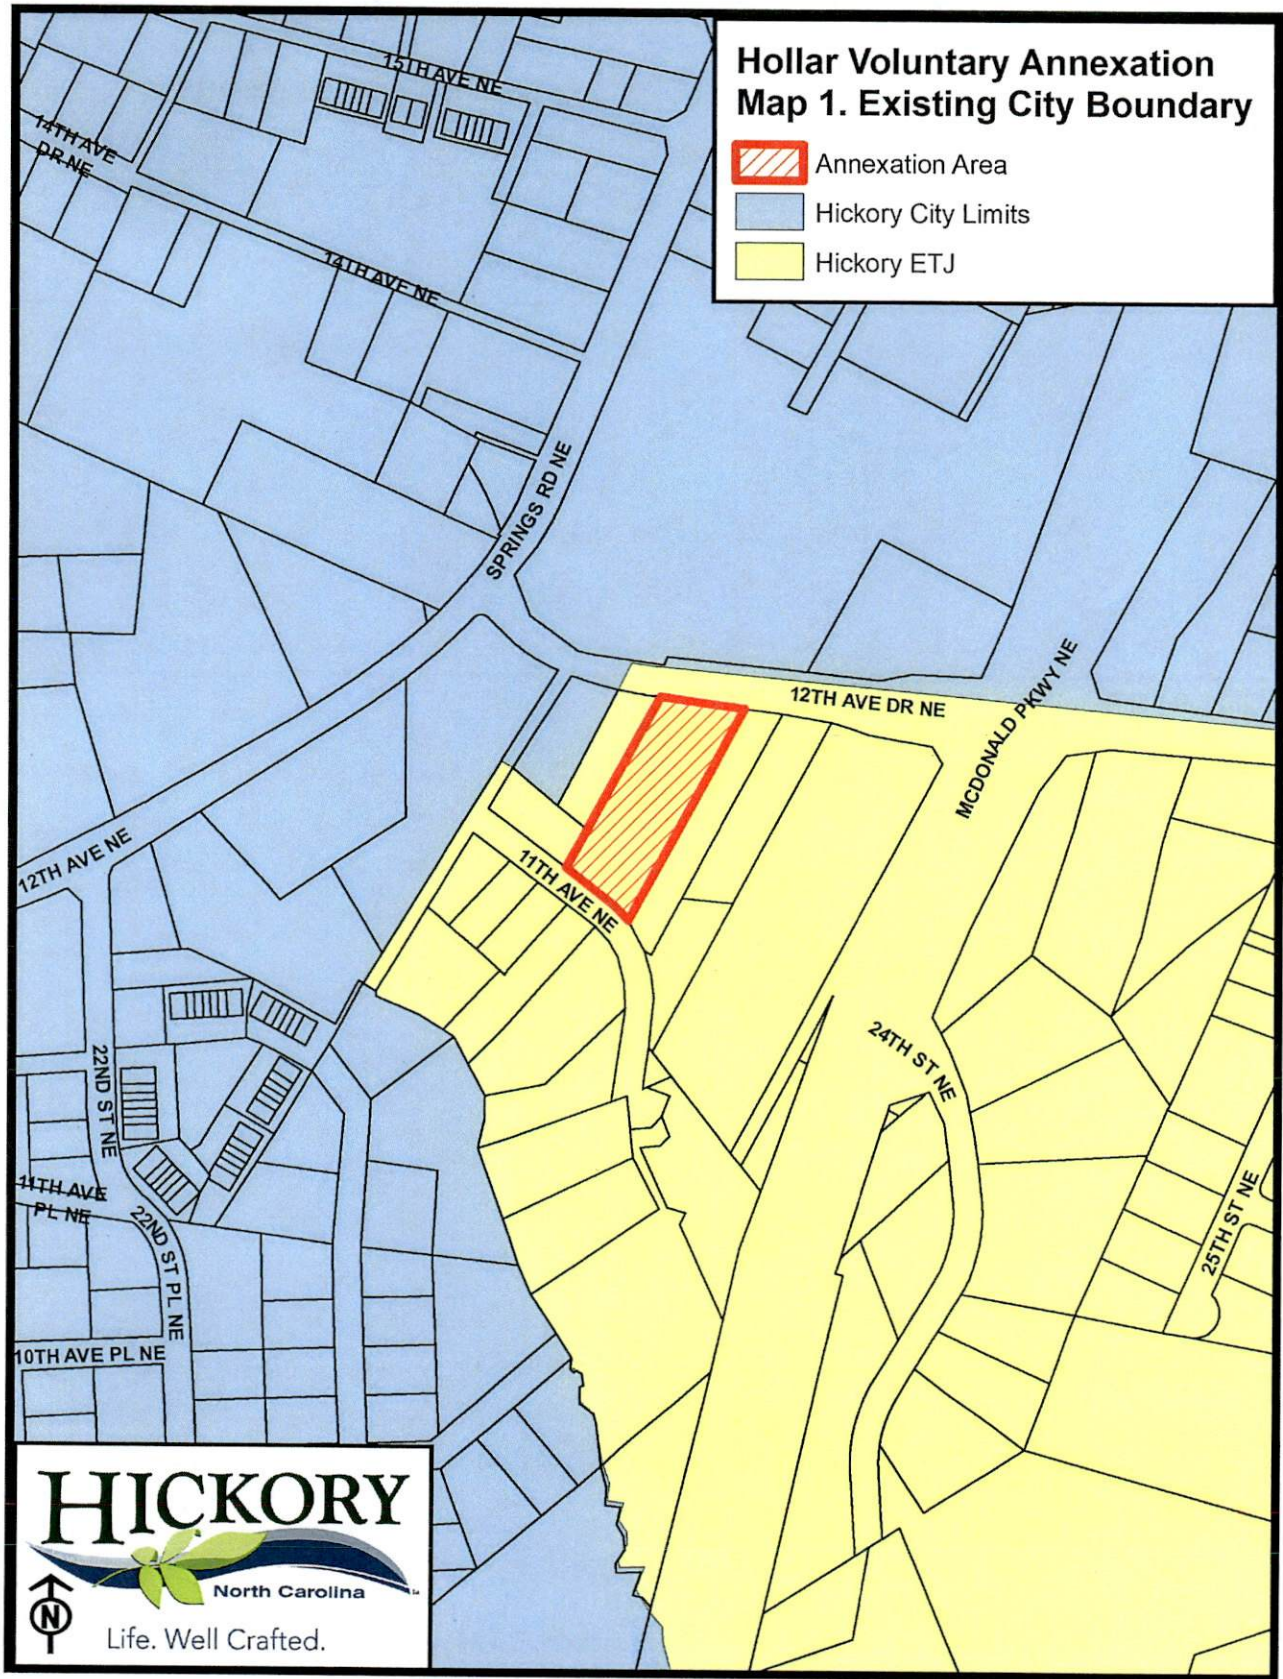 Hollar Voluntary Annexation
Map 1. Existing City Boundary
Annexation Area
Hickory City Limits
Hickory ETJ
15TH AVE NE
14TH AVE
DR NE
14TH AVE NE
SPRINGS RD NE
MCDONALD PKWY NE
12TH AVE DR NE
12TH AVE NE
11TH AVE NE
24TH ST NE
22ND ST NE
11TH AVE
PL NE
22ND ST PL NE
25TH ST NE
10TH AVE PL NE
HICKORY
North Carolina
N
Life. Well Crafted.